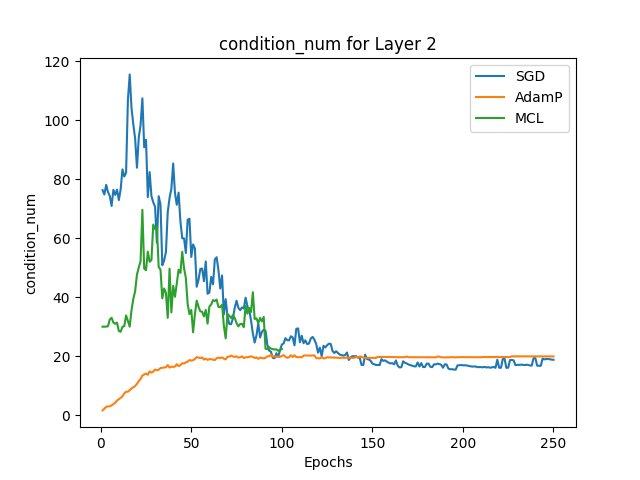 condition_num for Layer 2
SGD
AdamP
MCL
condition_num
120
100
80
60
40
20
0
0 50 100 150 200 250
Epochs